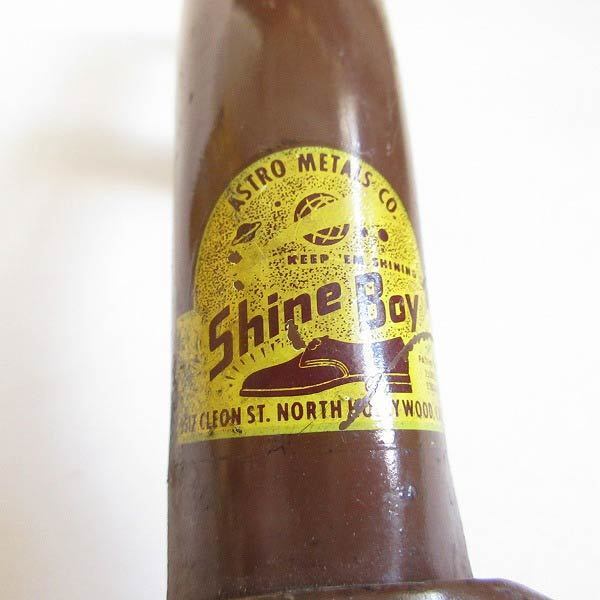 ASTRO METALS CO.
KEEP 'EM SHINING
Shine Boy
CLEON ST. NORTH HOLLYWOOD